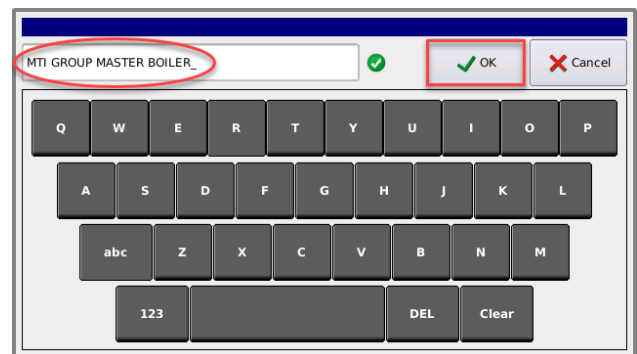 MTI GROUP MASTER BOILER_ OK Cancel
Q W E R T Y U I O P
A S D F G H J K L
abc Z X C V B N M
123 DEL Clear